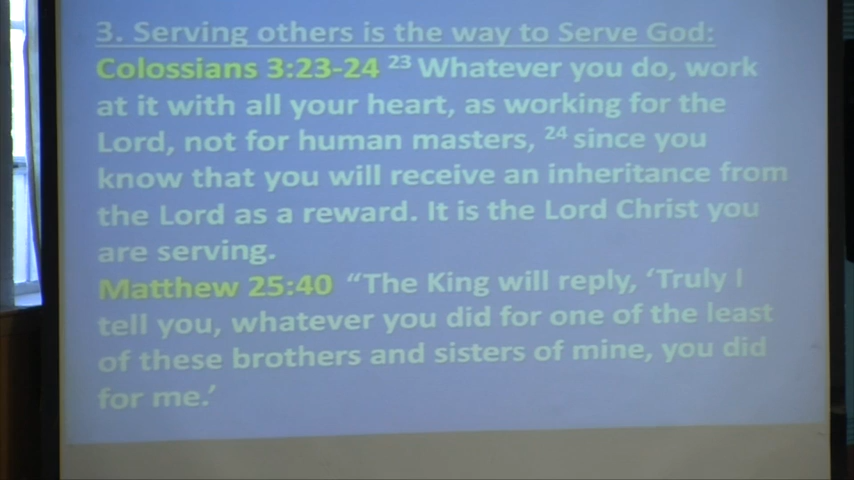 3. Serving others is the way to Serve God:
Colossians 3:23-24 23 Whatever you do, work
at it with all your heart, as working for the
Lord, not for human masters, 24 since you
know that you will receive an inheritance from
the Lord as a reward. It is the Lord Christ you
are serving.
Matthew 25:40 “The King will reply, ‘Truly I
tell you, whatever you did for one of the least
of these brothers and sisters of mine, you did
for me.’